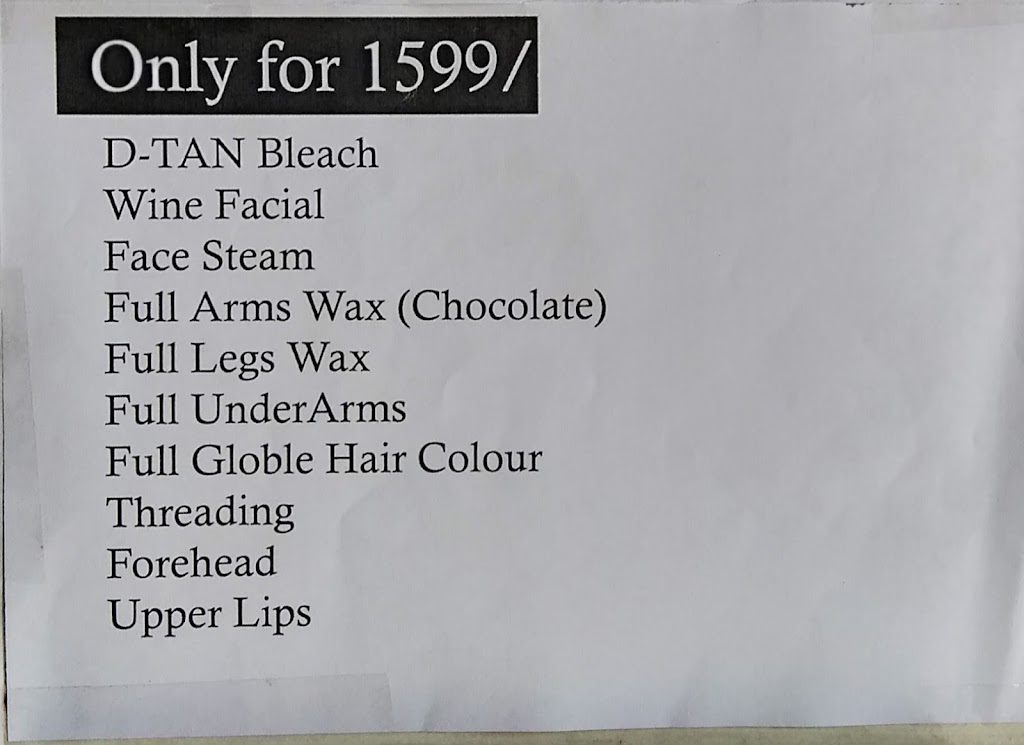 Only for 1599/
D-TAN Bleach
Wine Facial
Face Steam
Full Arms Wax (Chocolate)
Full Legs Wax
Full UnderArms
Full Globle Hair Colour
Threading
Forehead
Upper Lips